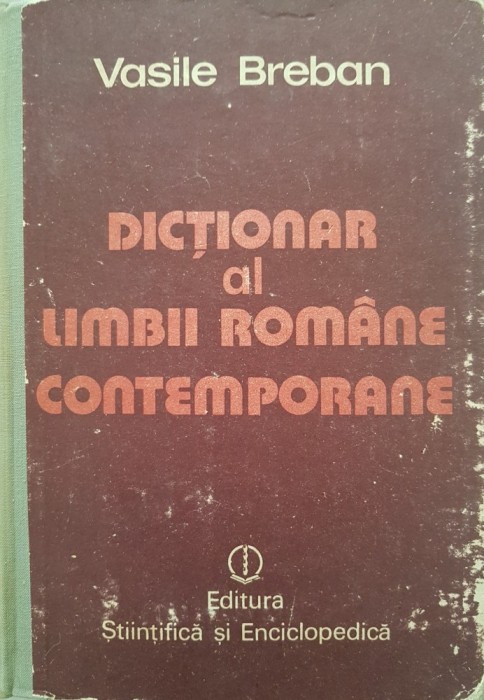 Vasile Breban
DICȚIONAR
al
LIMBII ROMÂNE
CONTEMPORANE
Editura
Științifică și Enciclopedică